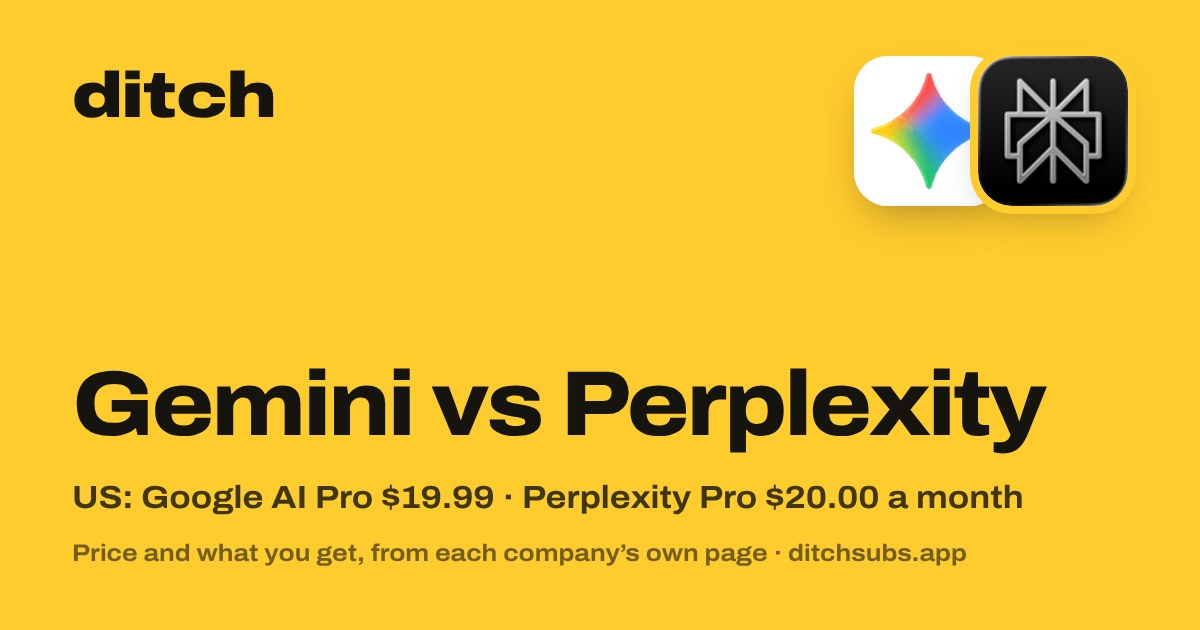 ditch
Gemini vs Perplexity
US: Google AI Pro $19.99 · Perplexity Pro $20.00 a month
Price and what you get, from each company’s own page · ditchsubs.app